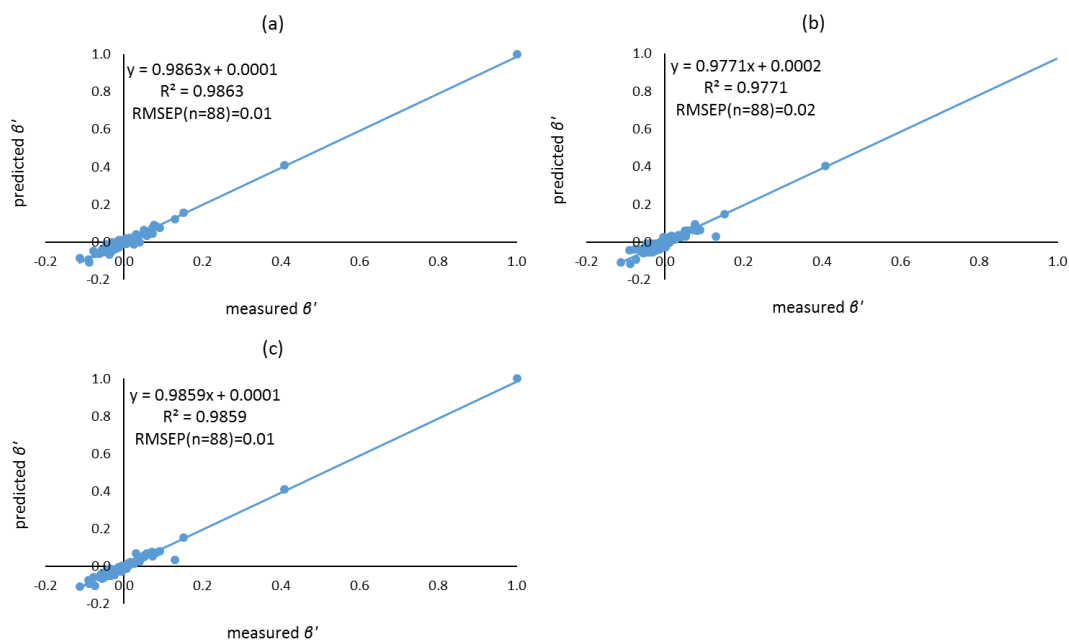 (a)
1.0
0.8
0.6
0.4
0.2
0.0
-0.2
y = 0.9863x + 0.0001
R² = 0.9863
RMSEP(n=88)=0.01
predicted β'
-0.2 0.0 0.2 0.4 0.6 0.8 1.0
measured β'
(b)
1.0
0.8
0.6
0.4
0.2
0.0
-0.2
y = 0.9771x + 0.0002
R² = 0.9771
RMSEP(n=88)=0.02
predicted β'
-0.2 0.0 0.2 0.4 0.6 0.8 1.0
measured β'
(c)
1.0
0.8
0.6
0.4
0.2
0.0
-0.2
y = 0.9859x + 0.0001
R² = 0.9859
RMSEP(n=88)=0.01
predicted β'
-0.2 0.0 0.2 0.4 0.6 0.8 1.0
measured β'